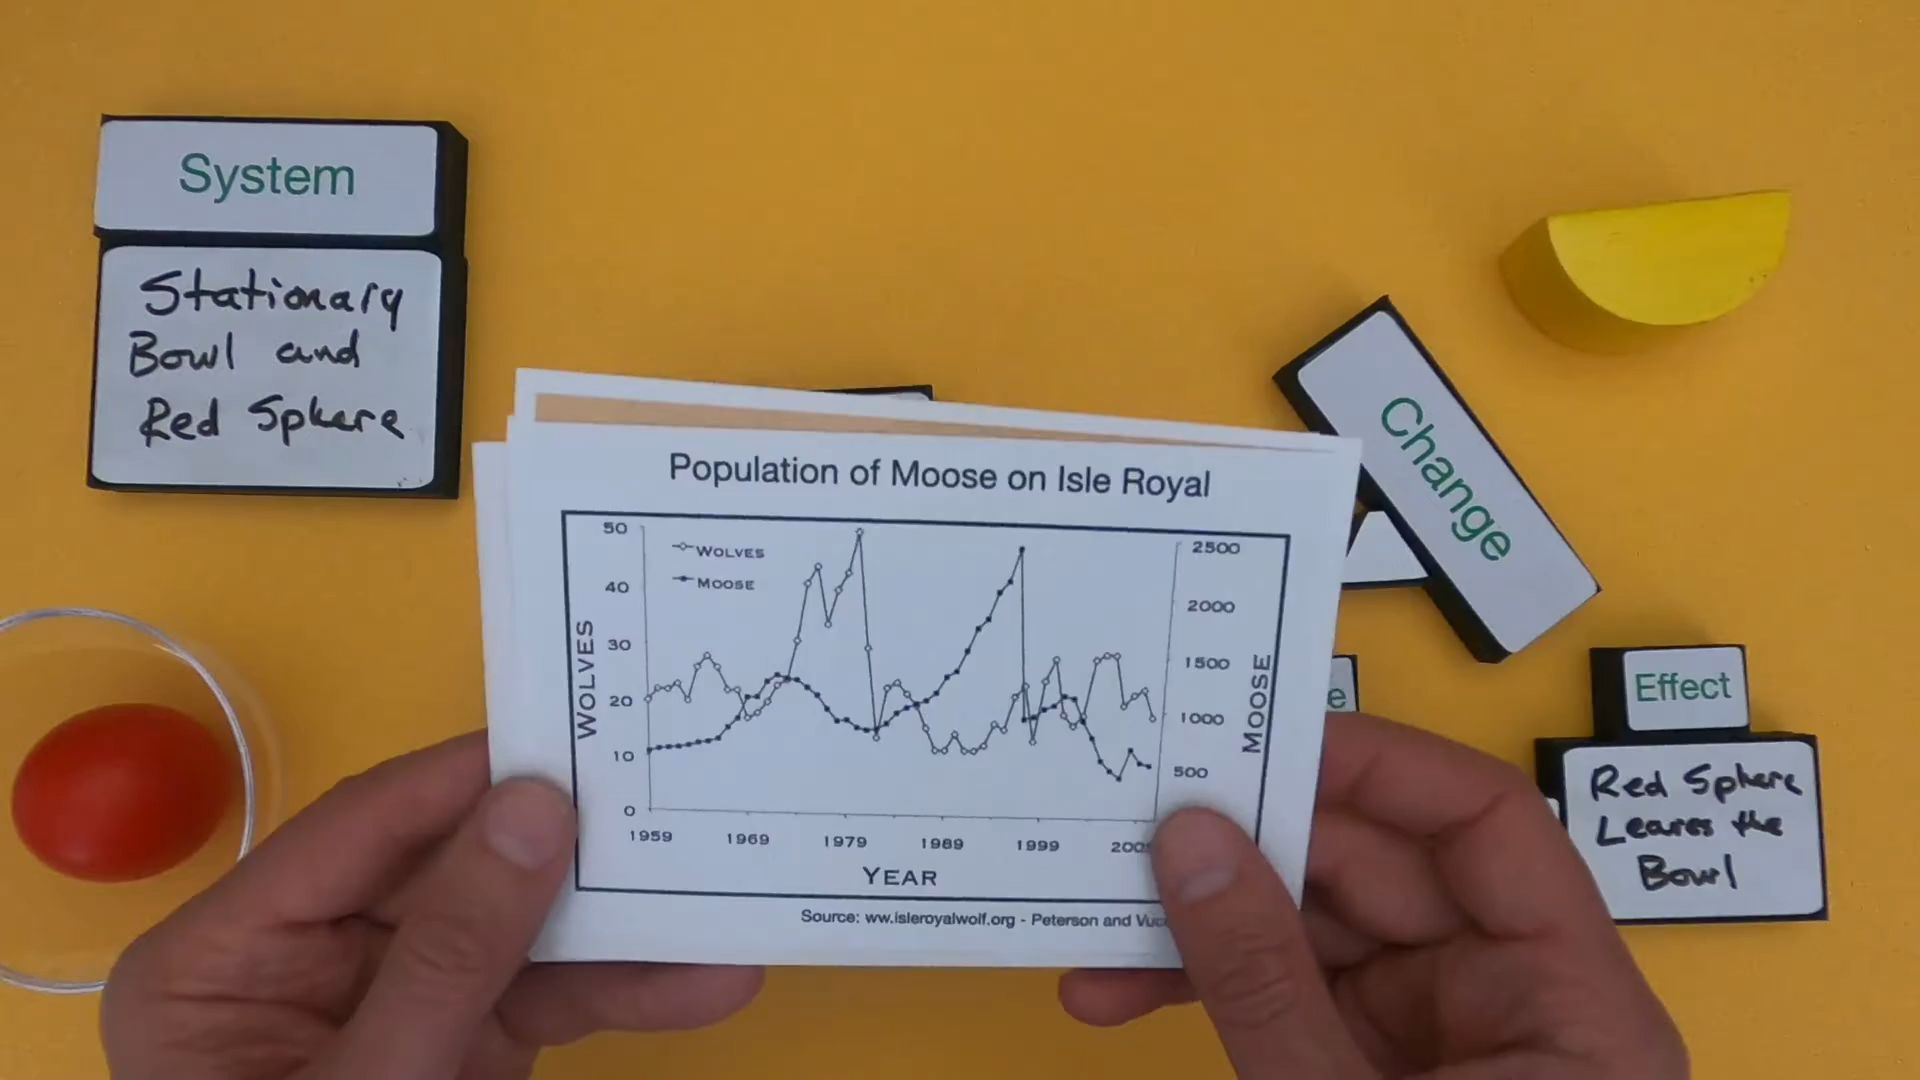 System
Stationary
Bowl and
Red Sphere
Change
Population of Moose on Isle Royal
WOLVES
MOOSE
50
40
30
20
10
0
WOLVES
2500
2000
1500
1000
500
MOOSE
1959 1969 1979 1989 1999
YEAR
Source: ww.isleroyalwolf.org - Peterson and
Effect
Red Sphere
Leaves the
Bowl